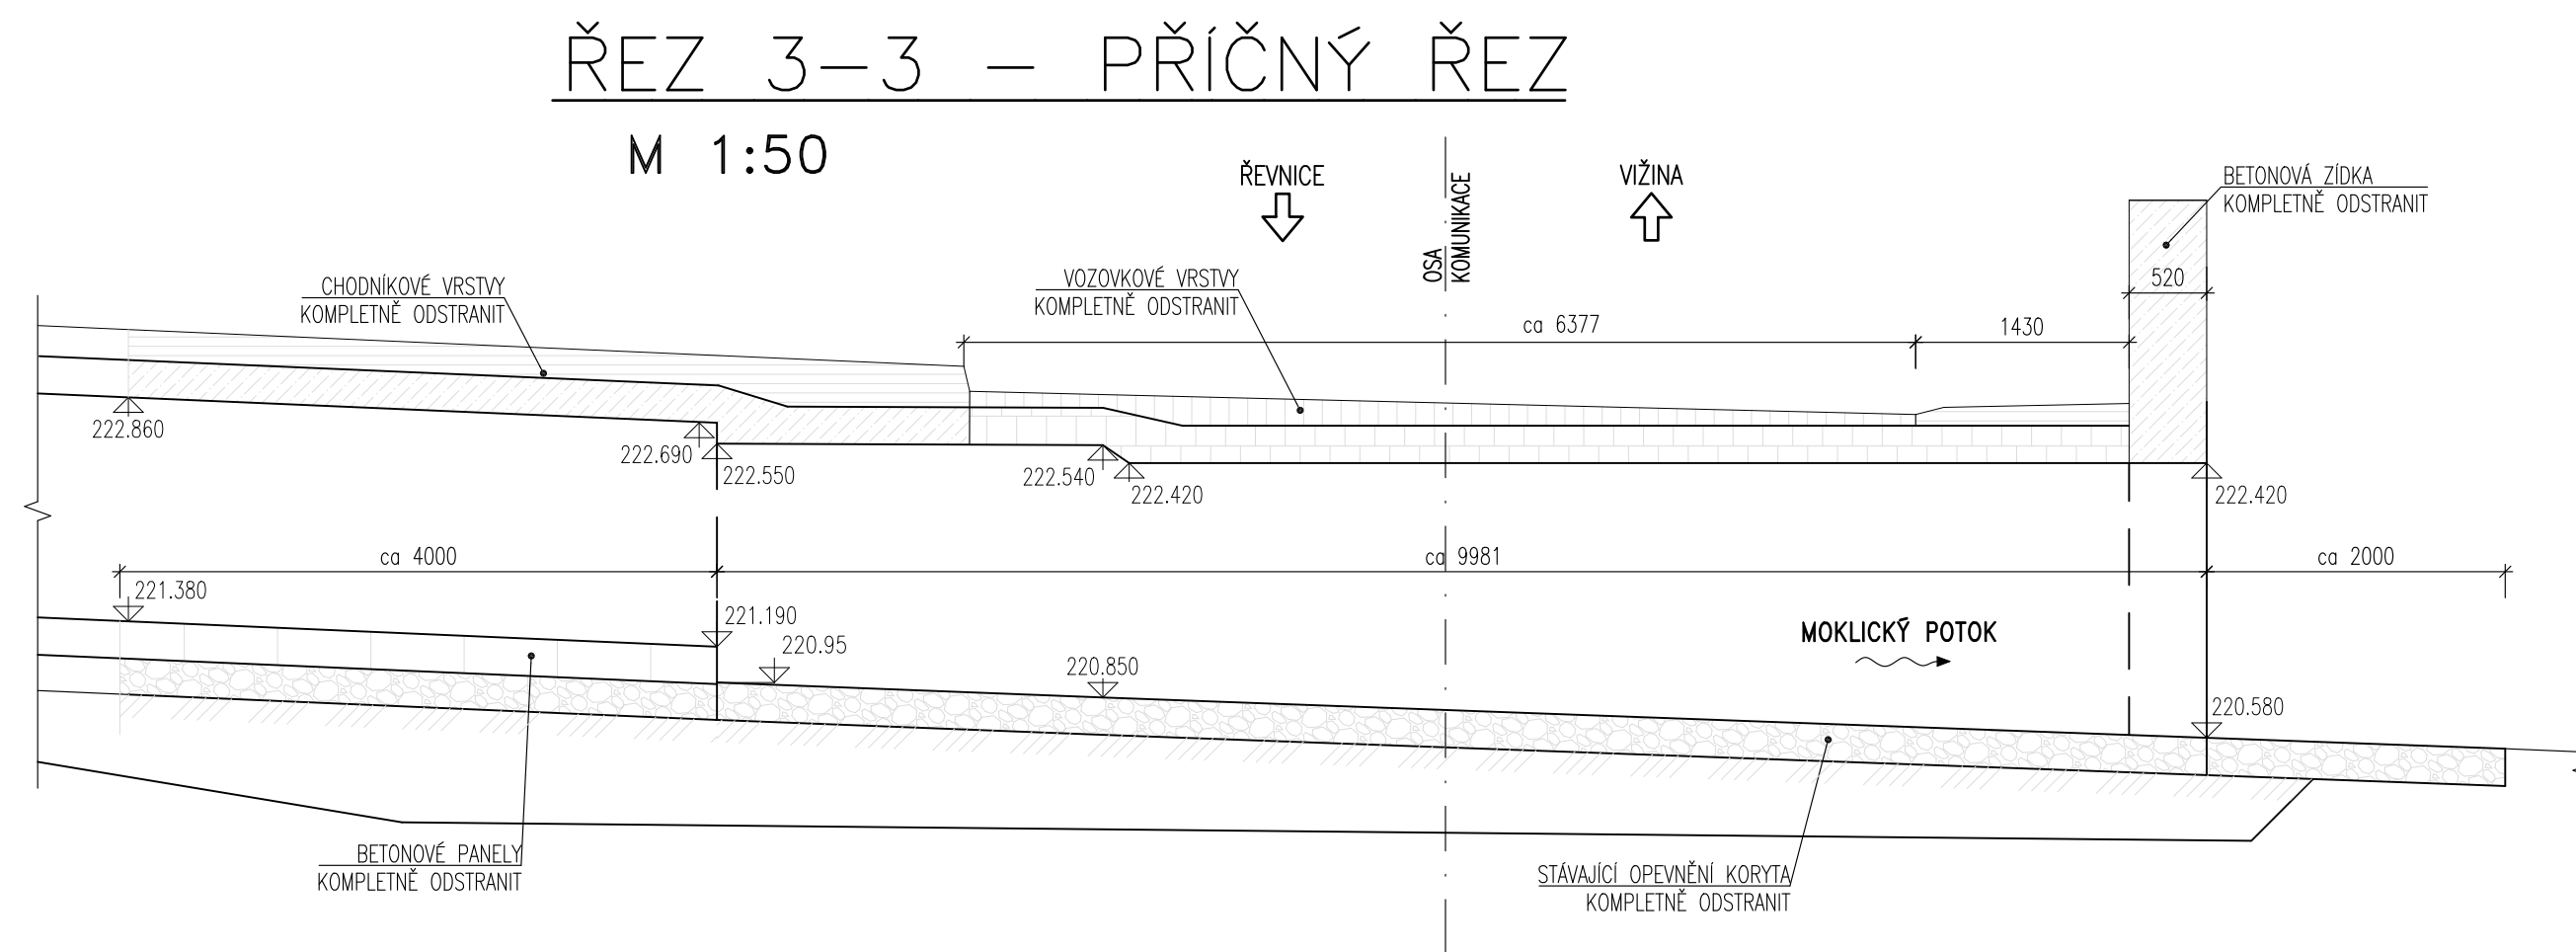 ŘEZ 3-3 - PŘÍČNÝ ŘEZ
M 1:50
ŘEVNICE
OSA
KOMUNIKACE
VIŽINA
BETONOVÁ ZÍDKA
KOMPLETNĚ ODSTRANIT
CHODNÍKOVÉ VRSTVY
KOMPLETNĚ ODSTRANIT
VOZOVKOVÉ VRSTVY
KOMPLETNĚ ODSTRANIT
520
ca 6377
1430
222.860
222.690
222.550
222.540
222.420
222.420
ca 4000
ca 9981
ca 2000
221.380
221.190
220.95
220.850
MOKLICKÝ POTOK
220.580
BETONOVÉ PANELY
KOMPLETNĚ ODSTRANIT
STÁVAJÍCÍ OPEVNĚNÍ KORYTA
KOMPLETNĚ ODSTRANIT